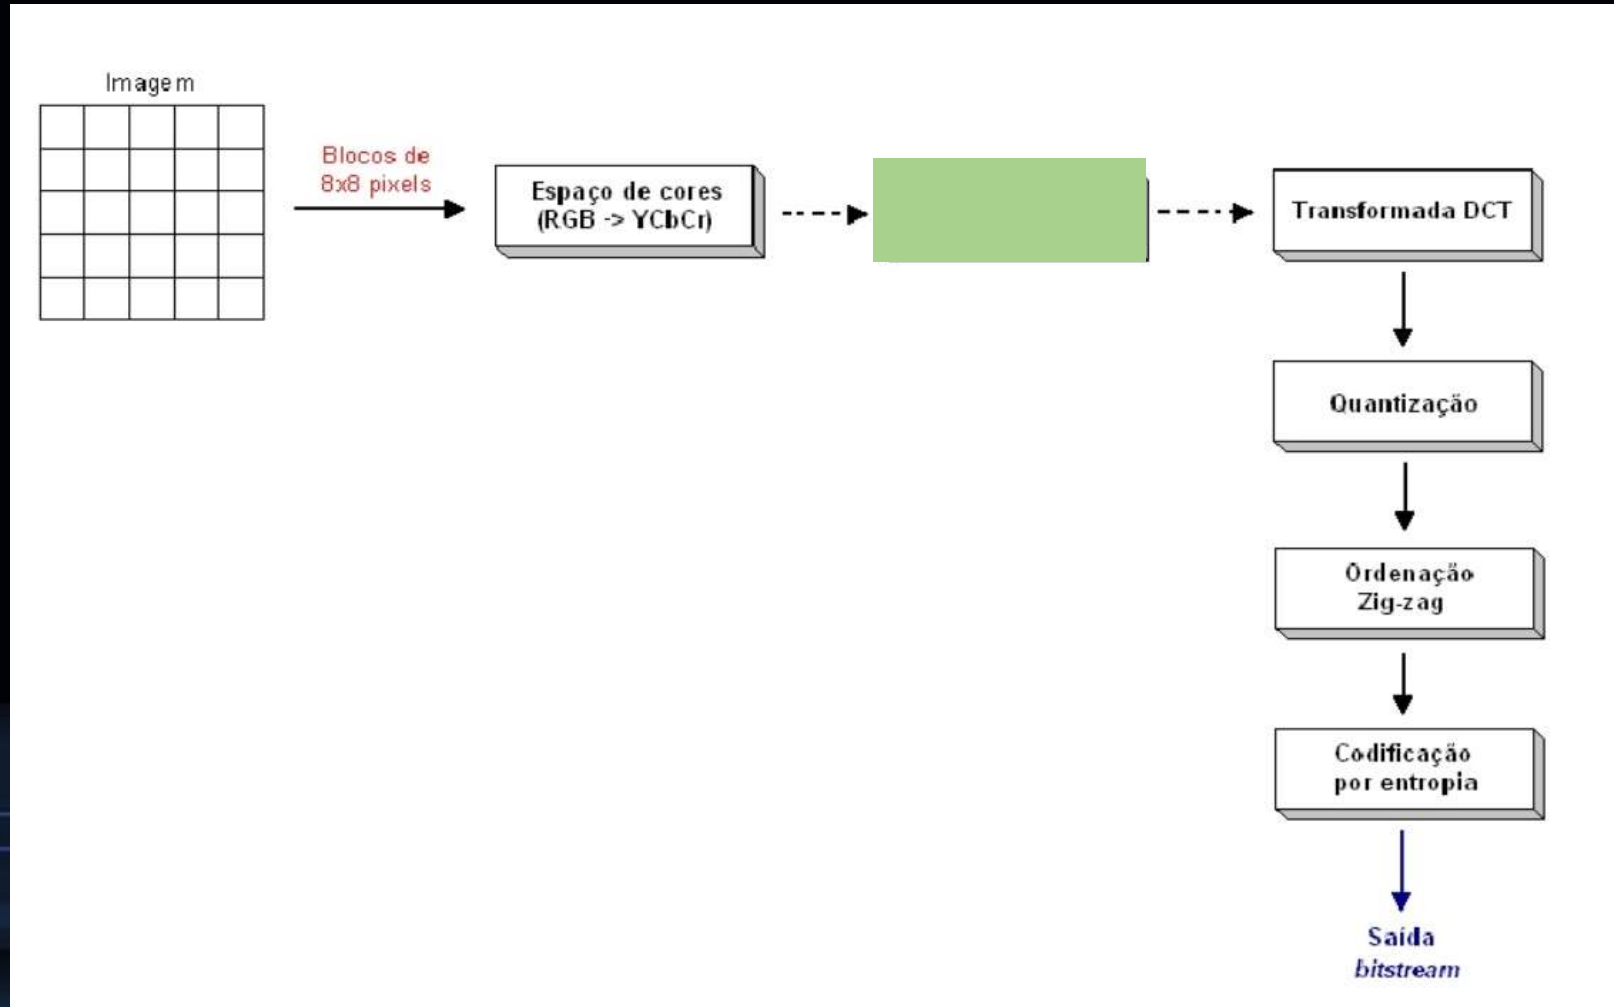 Imagem
Blocos de
8x8 pixels
Espaço de cores
(RGB -> YCbCr)
Transformada DCT
Quantização
Ordenação
Zig-zag
Codificação
por entropia
Saída
bitstream